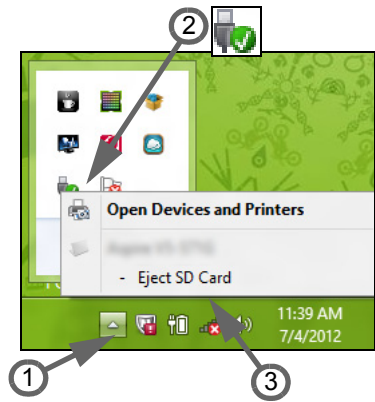 2
Open Devices and Printers
- Eject SD Card
11:39 AM
7/4/2012
1
3